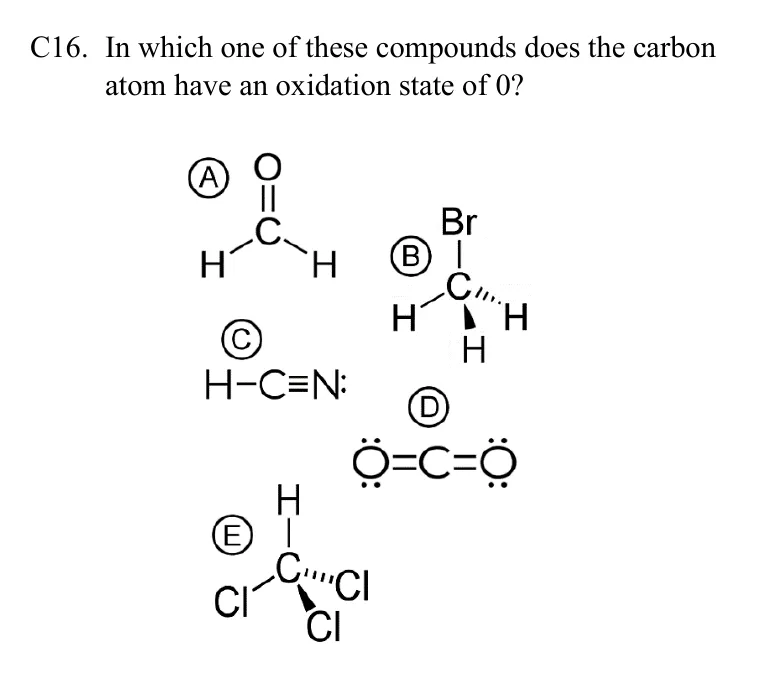 C16. In which one of these compounds does the carbon
atom have an oxidation state of 0?
A O
||
C
H H
B Br
|
C
H H
H
C
H-C≡N:
D
Ö=C=Ö
E H
|
C Cl
Cl
Cl